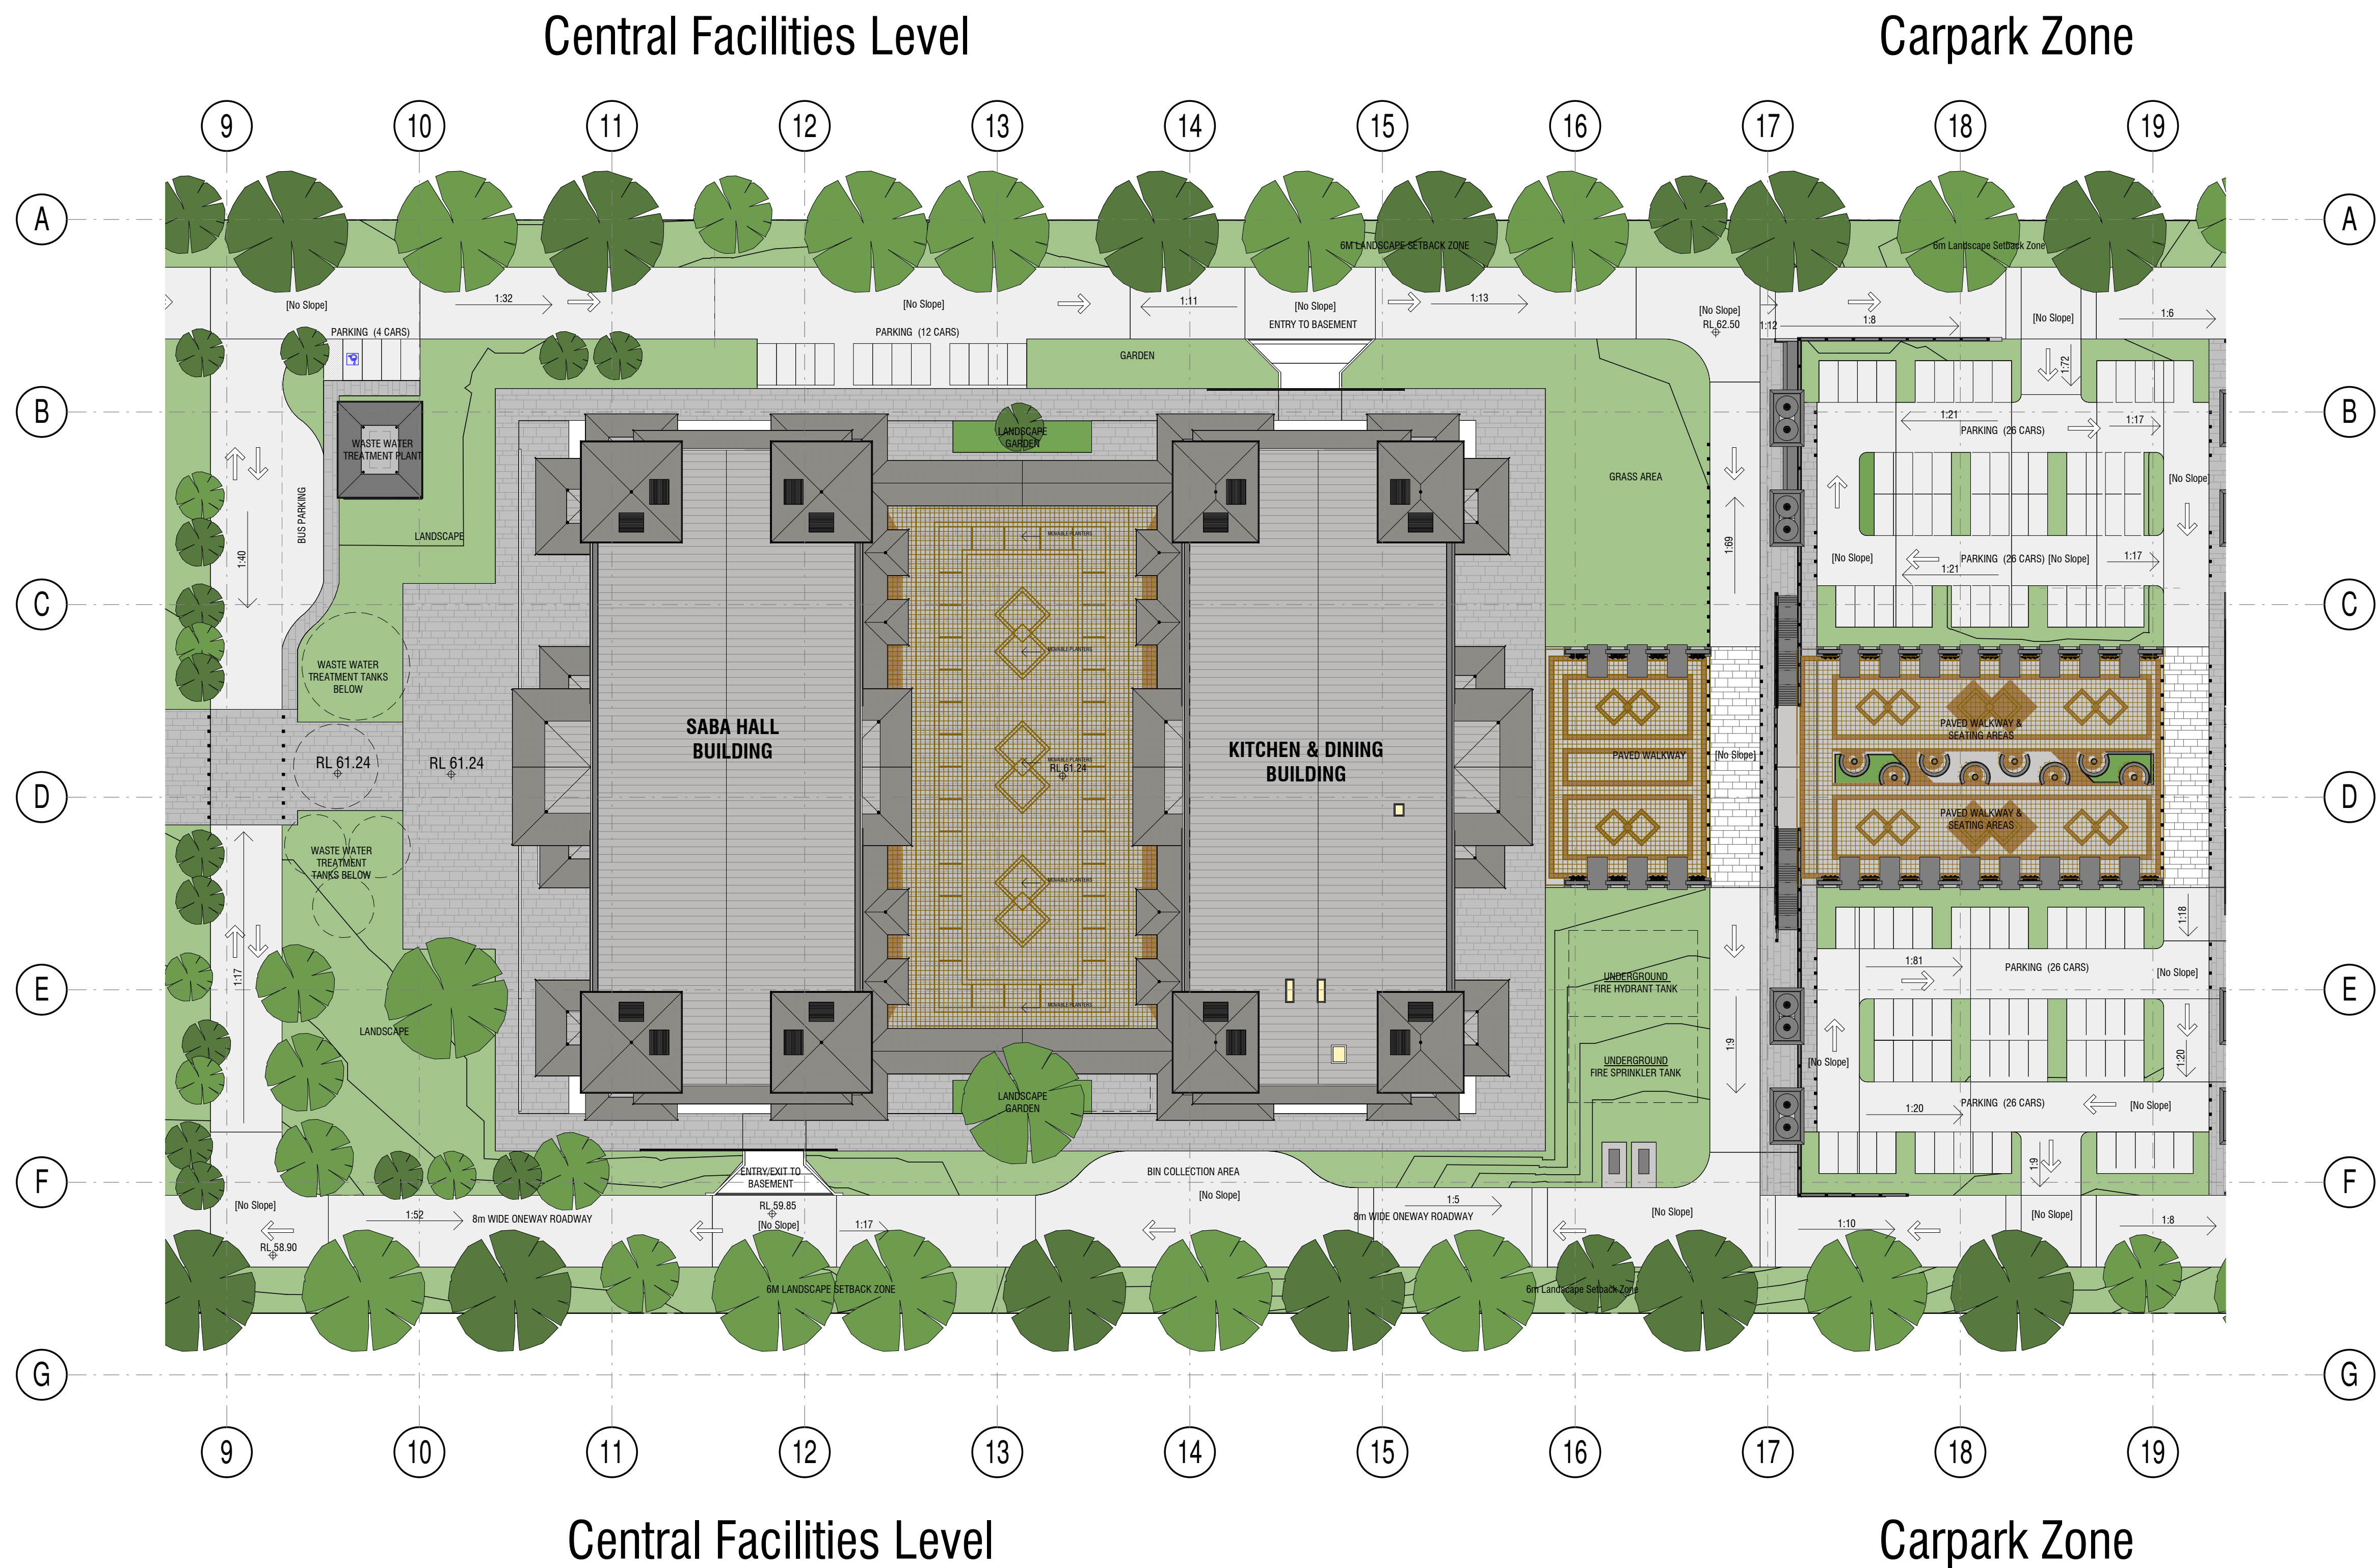 Central Facilities Level
Carpark Zone
9 10 11 12 13 14 15 16 17 18 19
A A
6M LANDSCAPE SETBACK ZONE
6m Landscape Setback Zone
[No Slope]
1:32
[No Slope]
1:11
[No Slope]
1:13
[No Slope]
RL 62.50
1:12
1:8
[No Slope]
1:6
PARKING (4 CARS)
PARKING (12 CARS)
ENTRY TO BASEMENT
GARDEN
1:72
B B
1:21
1:17
PARKING (26 CARS)
WASTE WATER
TREATMENT PLANT
LANDSCAPE
GARDEN
GRASS AREA
[No Slope]
BUS PARKING
LANDSCAPE
MOVABLE PLANTERS
1:40
1:69
[No Slope]
PARKING (26 CARS)
[No Slope]
1:17
1:21
C C
MOVABLE PLANTERS
WASTE WATER
TREATMENT TANKS
BELOW
SABA HALL
BUILDING
KITCHEN & DINING
BUILDING
PAVED WALKWAY &
SEATING AREAS
PAVED WALKWAY
[No Slope]
RL 61.24
RL 61.24
MOVABLE PLANTERS
RL 61.24
D D
PAVED WALKWAY &
SEATING AREAS
WASTE WATER
TREATMENT
TANKS BELOW
MOVABLE PLANTERS
1:18
1:17
1:81
PARKING (26 CARS)
[No Slope]
E E
UNDERGROUND
FIRE HYDRANT TANK
MOVABLE PLANTERS
LANDSCAPE
1:9
UNDERGROUND
FIRE SPRINKLER TANK
[No Slope]
1:20
LANDSCAPE
GARDEN
1:20
PARKING (26 CARS)
[No Slope]
ENTRY/EXIT TO
BASEMENT
BIN COLLECTION AREA
1:9
F F
[No Slope]
[No Slope]
1:52
8m WIDE ONEWAY ROADWAY
RL 59.85
[No Slope]
1:17
1:5
8m WIDE ONEWAY ROADWAY
[No Slope]
1:10
[No Slope]
1:8
RL 58.90
6M LANDSCAPE SETBACK ZONE
6m Landscape Setback Zone
G G
9 10 11 12 13 14 15 16 17 18 19
Central Facilities Level
Carpark Zone